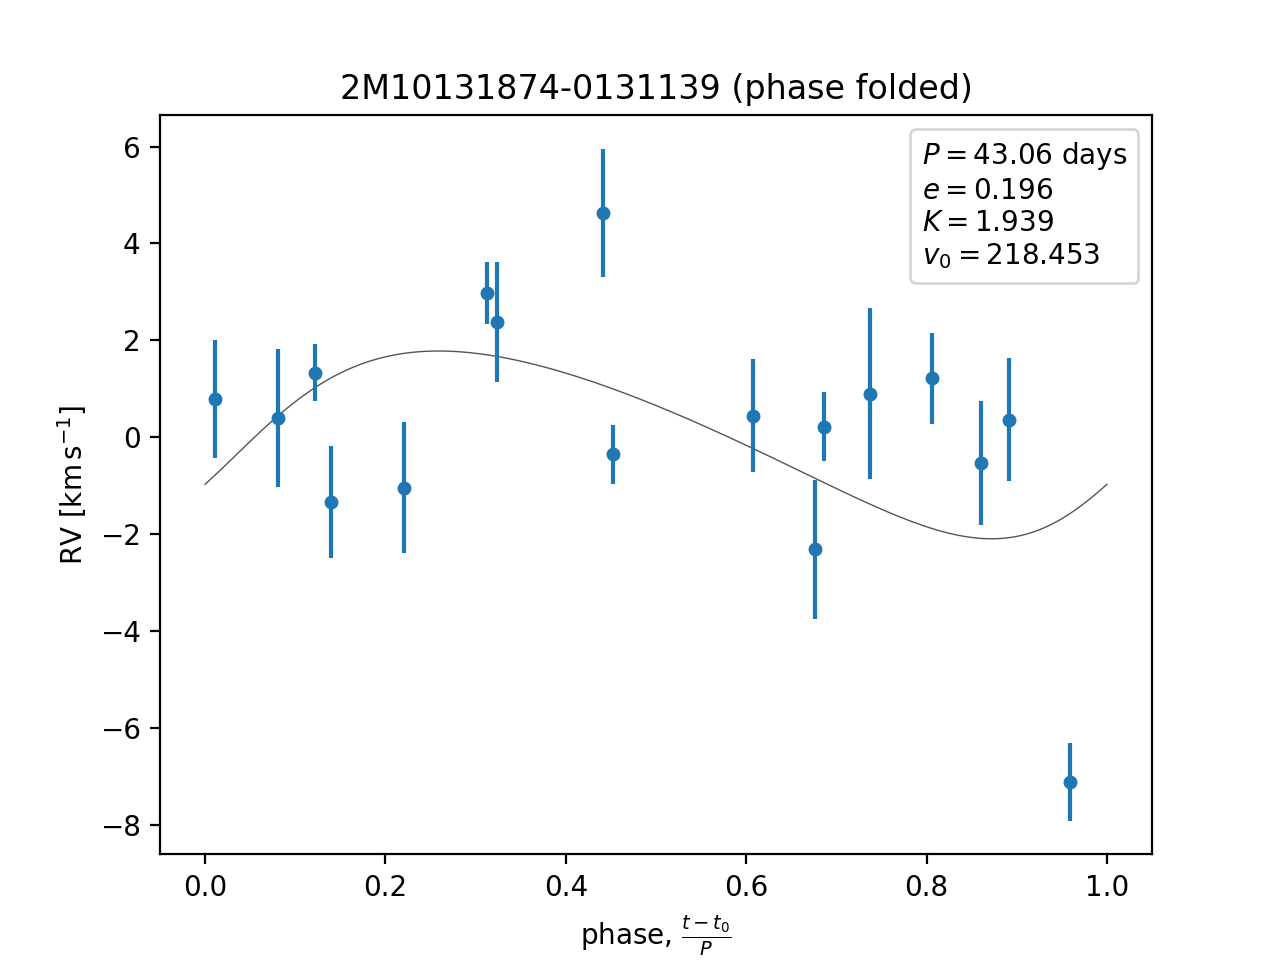 2M10131874-0131139 (phase folded)
P = 43.06 days
e = 0.196
K = 1.939
v₀ = 218.453
6
4
2
0
−2
−4
−6
−8
RV [km s⁻¹]
0.0 0.2 0.4 0.6 0.8 1.0
phase, (t − t₀)/P